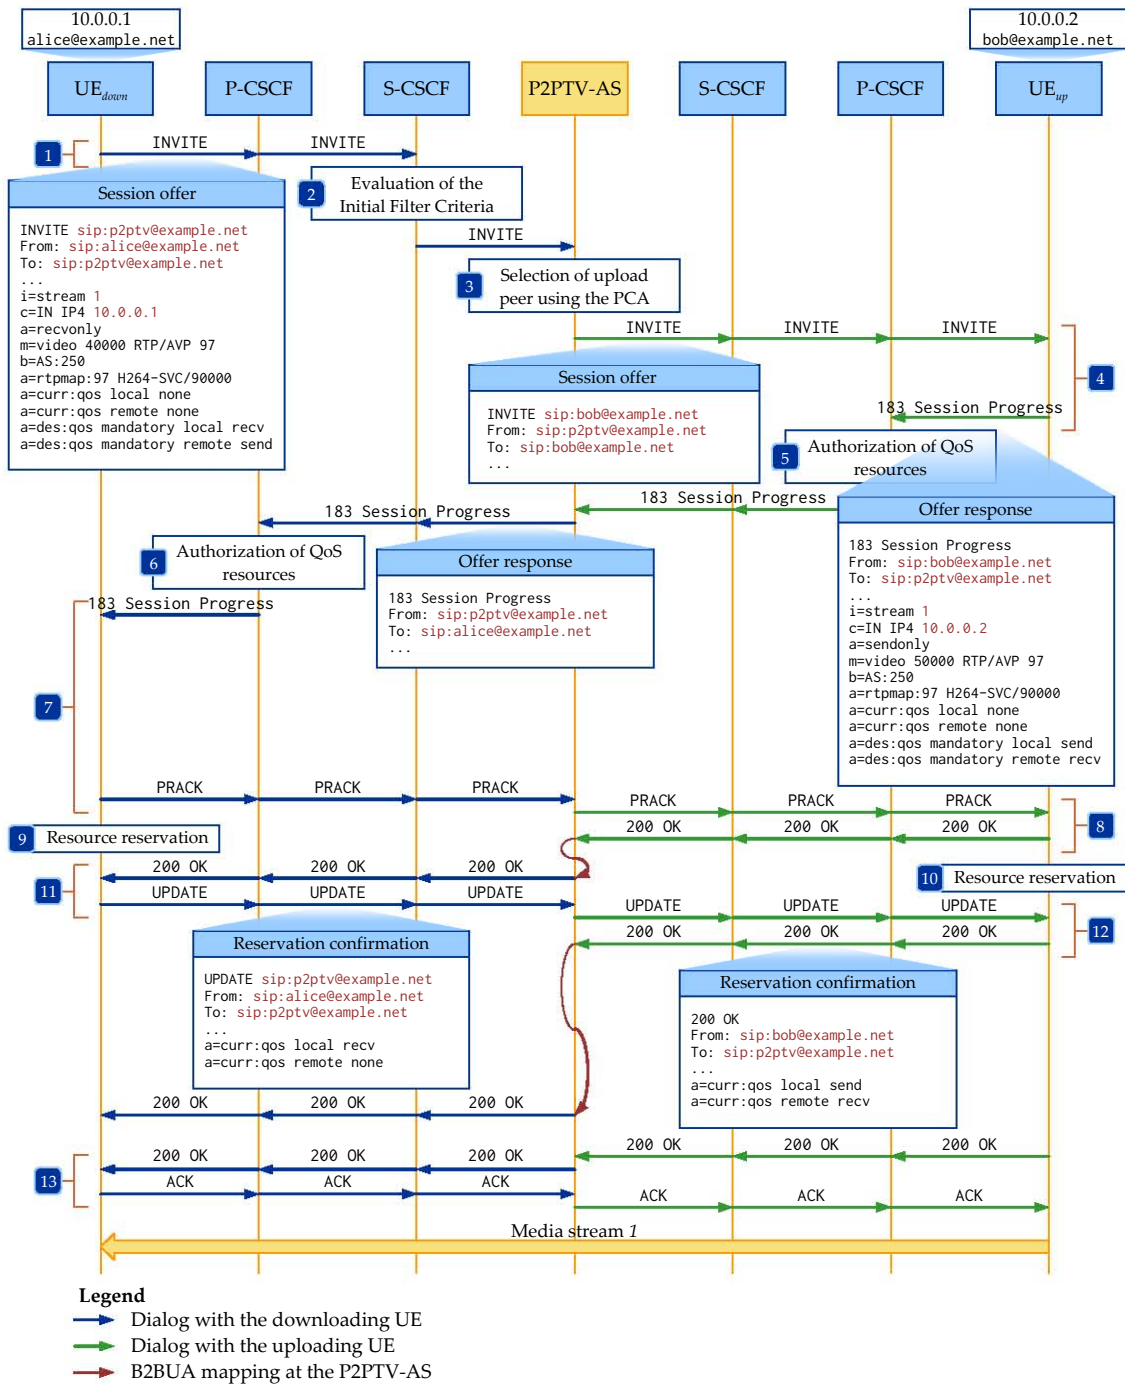 10.0.0.1
alice@example.net
10.0.0.2
bob@example.net
UEdown
P-CSCF
S-CSCF
P2PTV-AS
S-CSCF
P-CSCF
UEup
1
INVITE
INVITE
Session offer
INVITE sip:p2ptv@example.net
From: sip:alice@example.net
To: sip:p2ptv@example.net
...
i=stream 1
c=IN IP4 10.0.0.1
a=recvonly
m=video 40000 RTP/AVP 97
b=AS:250
a=rtpmap:97 H264-SVC/90000
a=curr:qos local none
a=curr:qos remote none
a=des:qos mandatory local recv
a=des:qos mandatory remote send
2
Evaluation of the
Initial Filter Criteria
INVITE
3
Selection of upload
peer using the PCA
INVITE
INVITE
INVITE
4
Session offer
INVITE sip:bob@example.net
From: sip:p2ptv@example.net
To: sip:bob@example.net
...
183 Session Progress
5
Authorization of QoS
resources
183 Session Progress
Offer response
183 Session Progress
From: sip:bob@example.net
To: sip:p2ptv@example.net
...
i=stream 1
c=IN IP4 10.0.0.2
a=sendonly
m=video 50000 RTP/AVP 97
b=AS:250
a=rtpmap:97 H264-SVC/90000
a=curr:qos local none
a=curr:qos remote none
a=des:qos mandatory local send
a=des:qos mandatory remote recv
183 Session Progress
6
Authorization of QoS
resources
Offer response
183 Session Progress
From: sip:p2ptv@example.net
To: sip:alice@example.net
...
183 Session Progress
7
PRACK
PRACK
PRACK
PRACK
PRACK
PRACK
8
200 OK
200 OK
200 OK
9
Resource reservation
200 OK
200 OK
200 OK
10
Resource reservation
11
UPDATE
UPDATE
UPDATE
UPDATE
UPDATE
UPDATE
12
200 OK
200 OK
200 OK
Reservation confirmation
UPDATE sip:p2ptv@example.net
From: sip:alice@example.net
To: sip:p2ptv@example.net
...
a=curr:qos local recv
a=curr:qos remote none
Reservation confirmation
200 OK
From: sip:bob@example.net
To: sip:p2ptv@example.net
...
a=curr:qos local send
a=curr:qos remote recv
200 OK
200 OK
200 OK
200 OK
200 OK
200 OK
13
200 OK
200 OK
200 OK
ACK
ACK
ACK
ACK
ACK
ACK
Media stream 1
Legend
Dialog with the downloading UE
Dialog with the uploading UE
B2BUA mapping at the P2PTV-AS